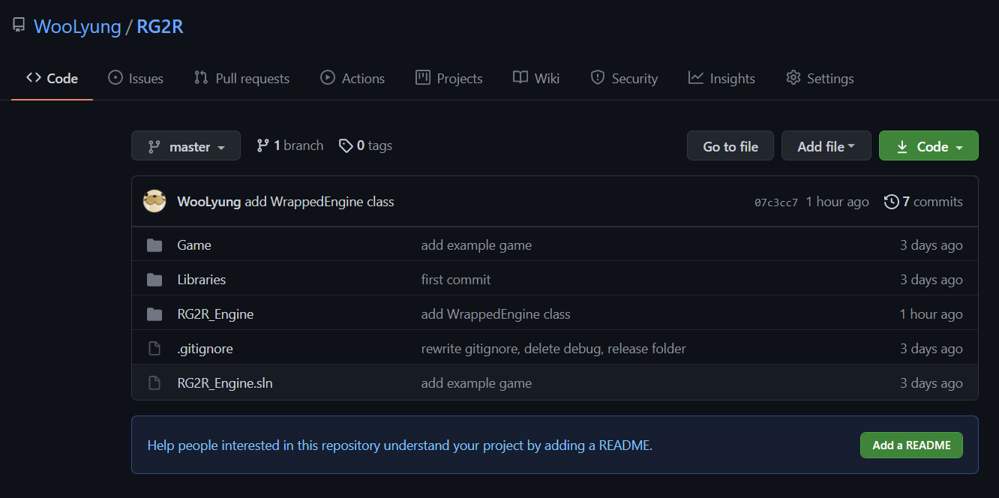 WooLyung / RG2R
Code Issues Pull requests Actions Projects Wiki Security Insights Settings
master 1 branch 0 tags Go to file Add file Code
WooLyung add WrappedEngine class 07c3cc7 1 hour ago 7 commits
Game add example game 3 days ago
Libraries first commit 3 days ago
RG2R_Engine add WrappedEngine class 1 hour ago
.gitignore rewrite gitignore, delete debug, release folder 3 days ago
RG2R_Engine.sln add example game 3 days ago
Help people interested in this repository understand your project by adding a README. Add a README